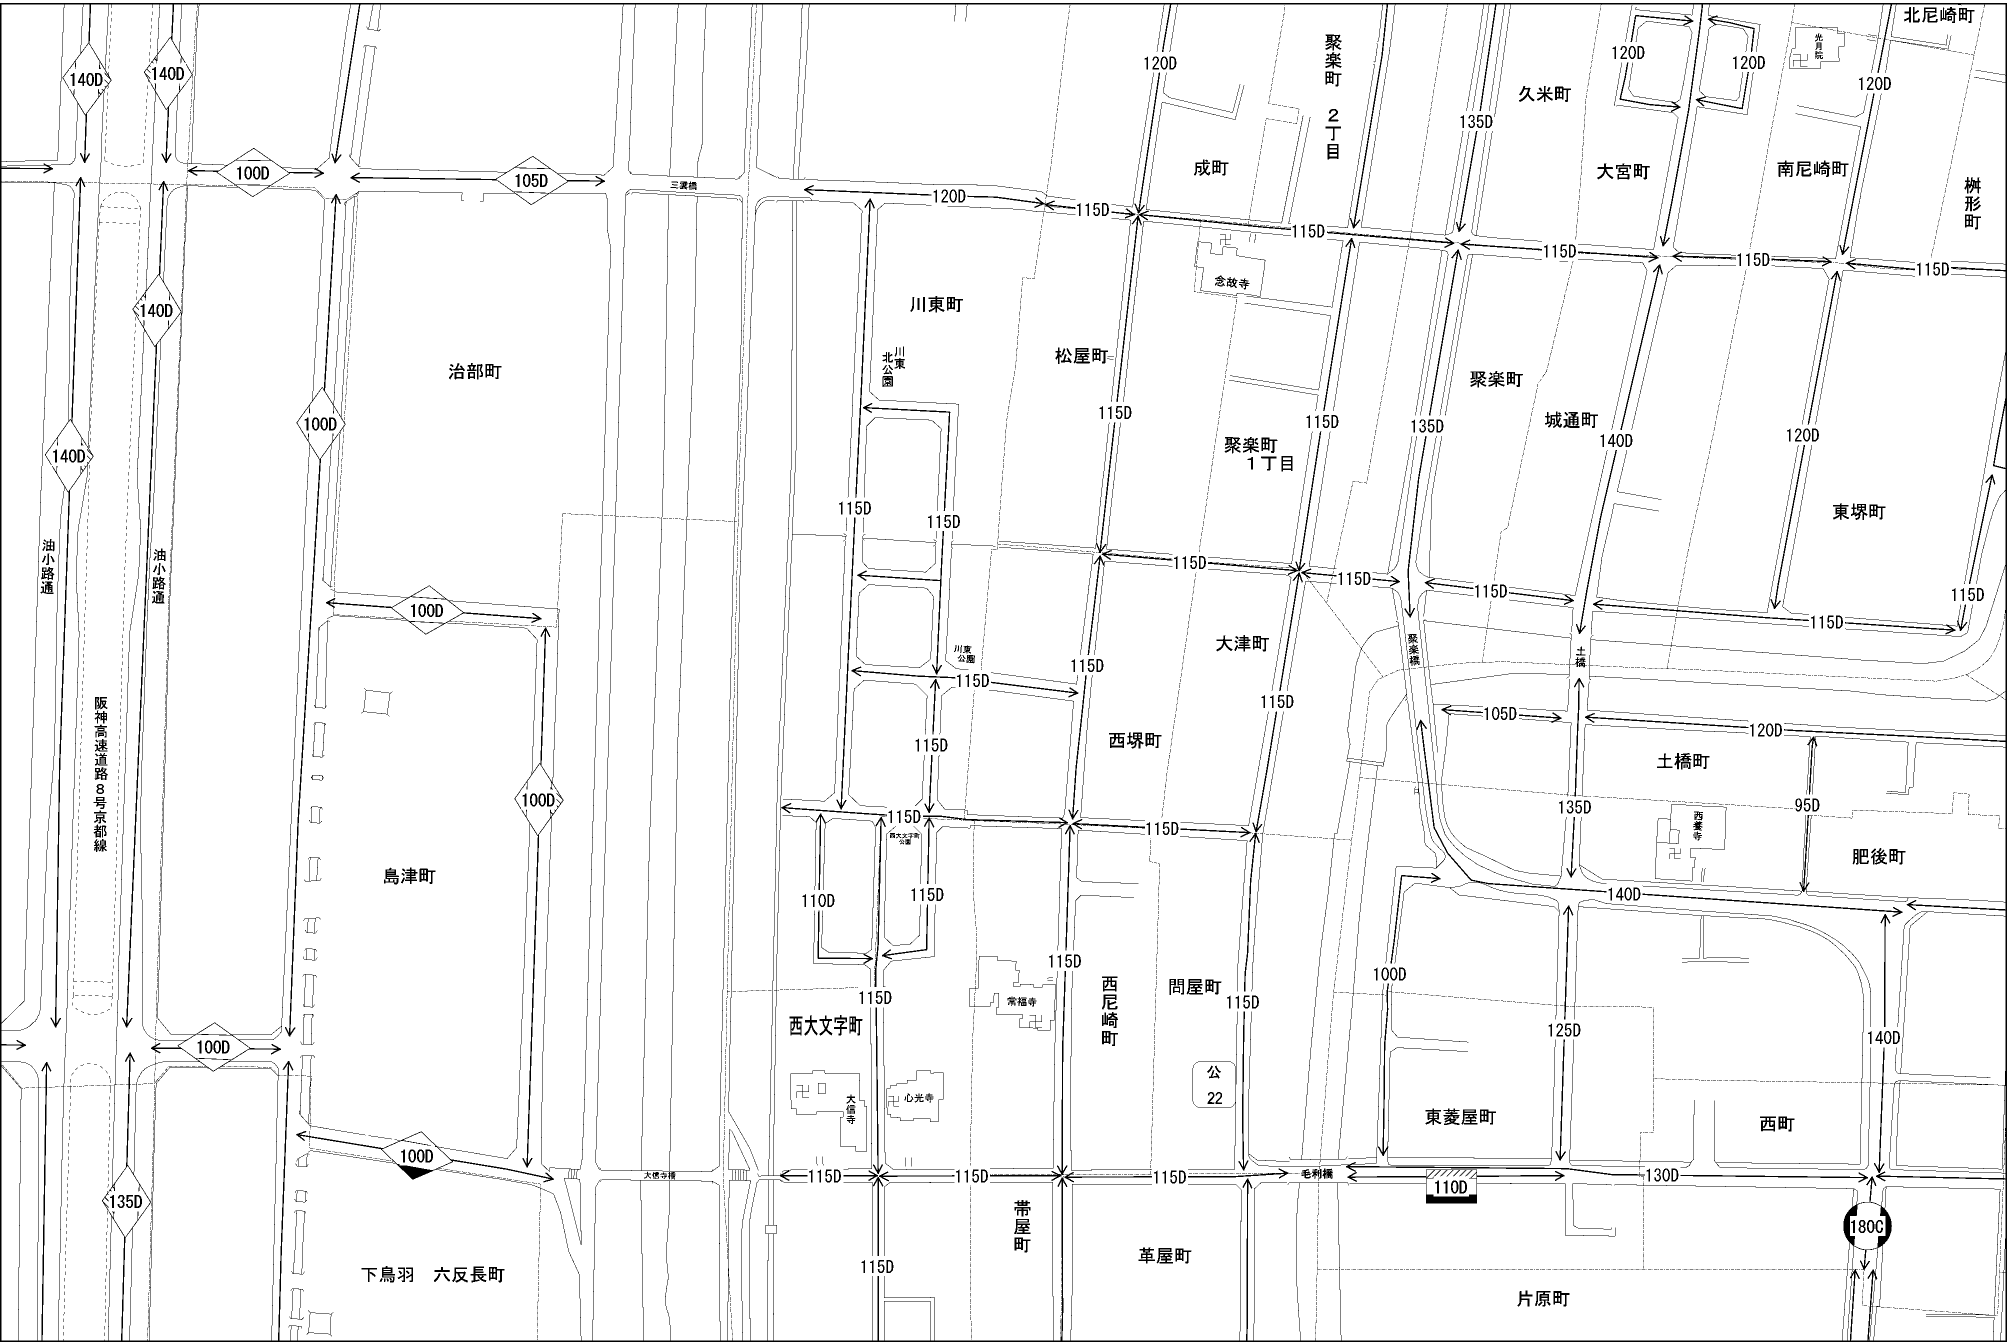 北尼崎町
光月院
聚楽町 2丁目
久米町
120D
120D
120D
120D
140D
140D
135D
成町
大宮町
南尼崎町
桝形町
100D
105D
三栖橋
120D
115D
115D
115D
115D
115D
念故寺
140D
川東町
松屋町
治部町
川東北公園
聚楽町
城通町
115D
100D
115D
135D
140D
120D
聚楽町
1丁目
140D
115D
115D
東堺町
油小路通
油小路通
115D
115D
115D
115D
115D
100D
115D
聚楽橋
土橋
大津町
川東公園
115D
115D
115D
105D
120D
阪神高速道路8号京都線
115D
西堺町
土橋町
100D
135D
95D
115D
115D
西大文字町公園
西養寺
肥後町
島津町
110D
115D
140D
115D
100D
115D
常福寺
西尼崎町
問屋町
115D
西大文字町
125D
140D
100D
公
22
大信寺
心光寺
東菱屋町
西町
100D
大信寺橋
115D
115D
115D
毛利橋
110D
130D
135D
帯屋町
180C
革屋町
115D
下鳥羽 六反長町
片原町